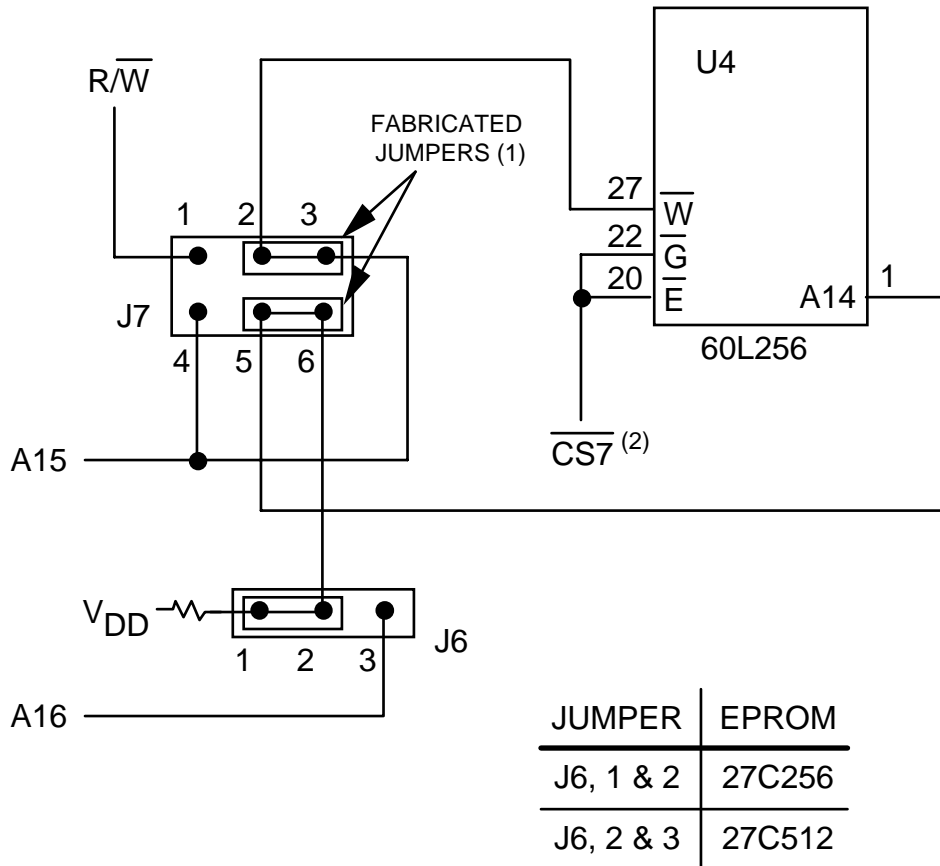 R/W
FABRICATED
JUMPERS (1)
U4
1 2 3
J7
4 5 6
27 W
22 G
20 E
A14 1
60L256
CS7 (2)
A15
VDD
J6
1 2 3
A16
JUMPER EPROM
J6, 1 & 2 27C256
J6, 2 & 3 27C512